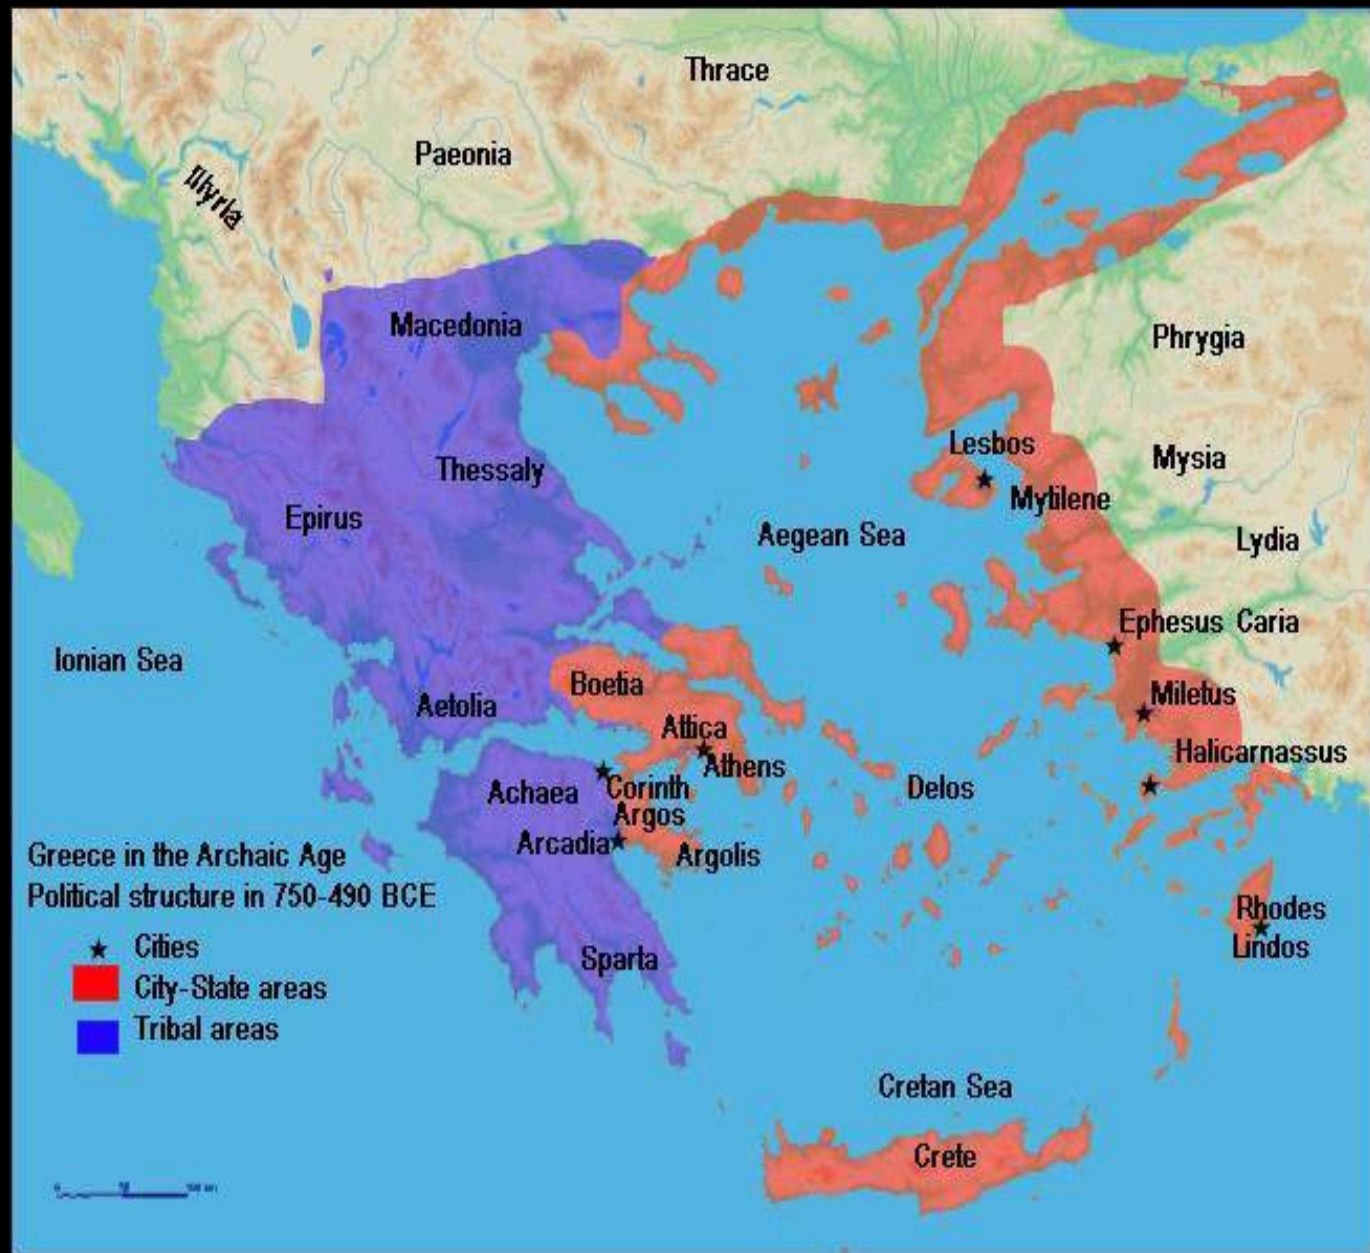 Thrace
Paeonia
Illyria
Macedonia
Phrygia
Lesbos
Mysia
Thessaly
Mytilene
Epirus
Aegean Sea
Lydia
Ephesus Caria
Ionian Sea
Boetia
Miletus
Aetolia
Attica
Halicarnassus
Athens
Achaea
Corinth
Delos
Argos
Arcadia
Argolis
Greece in the Archaic Age
Political structure in 750-490 BCE
Rhodes
Cities
Lindos
Sparta
City-State areas
Tribal areas
Cretan Sea
Crete